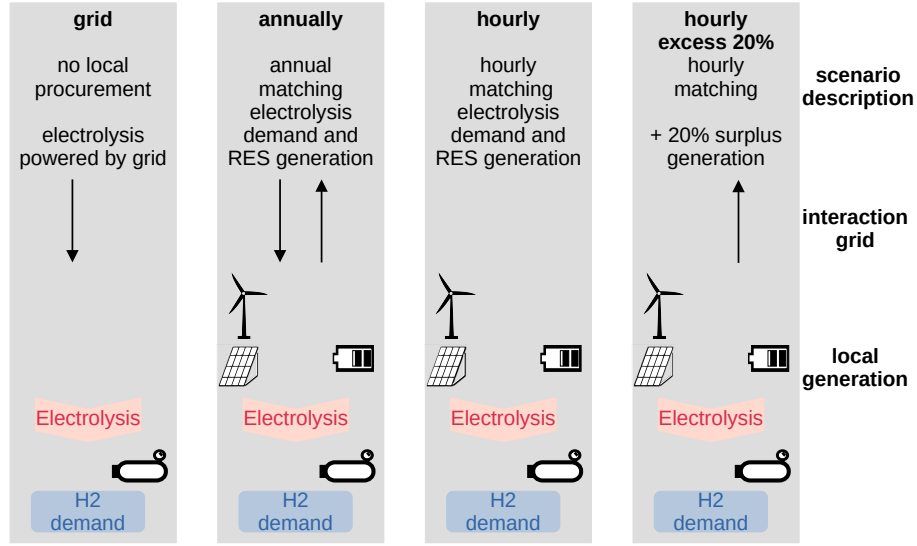 grid
no local
procurement
electrolysis
powered by grid
Electrolysis
H2
demand
annually
annual
matching
electrolysis
demand and
RES generation
Electrolysis
H2
demand
hourly
hourly
matching
electrolysis
demand and
RES generation
Electrolysis
H2
demand
hourly
excess 20%
hourly
matching
+ 20% surplus
generation
Electrolysis
H2
demand
scenario
description
interaction
grid
local
generation